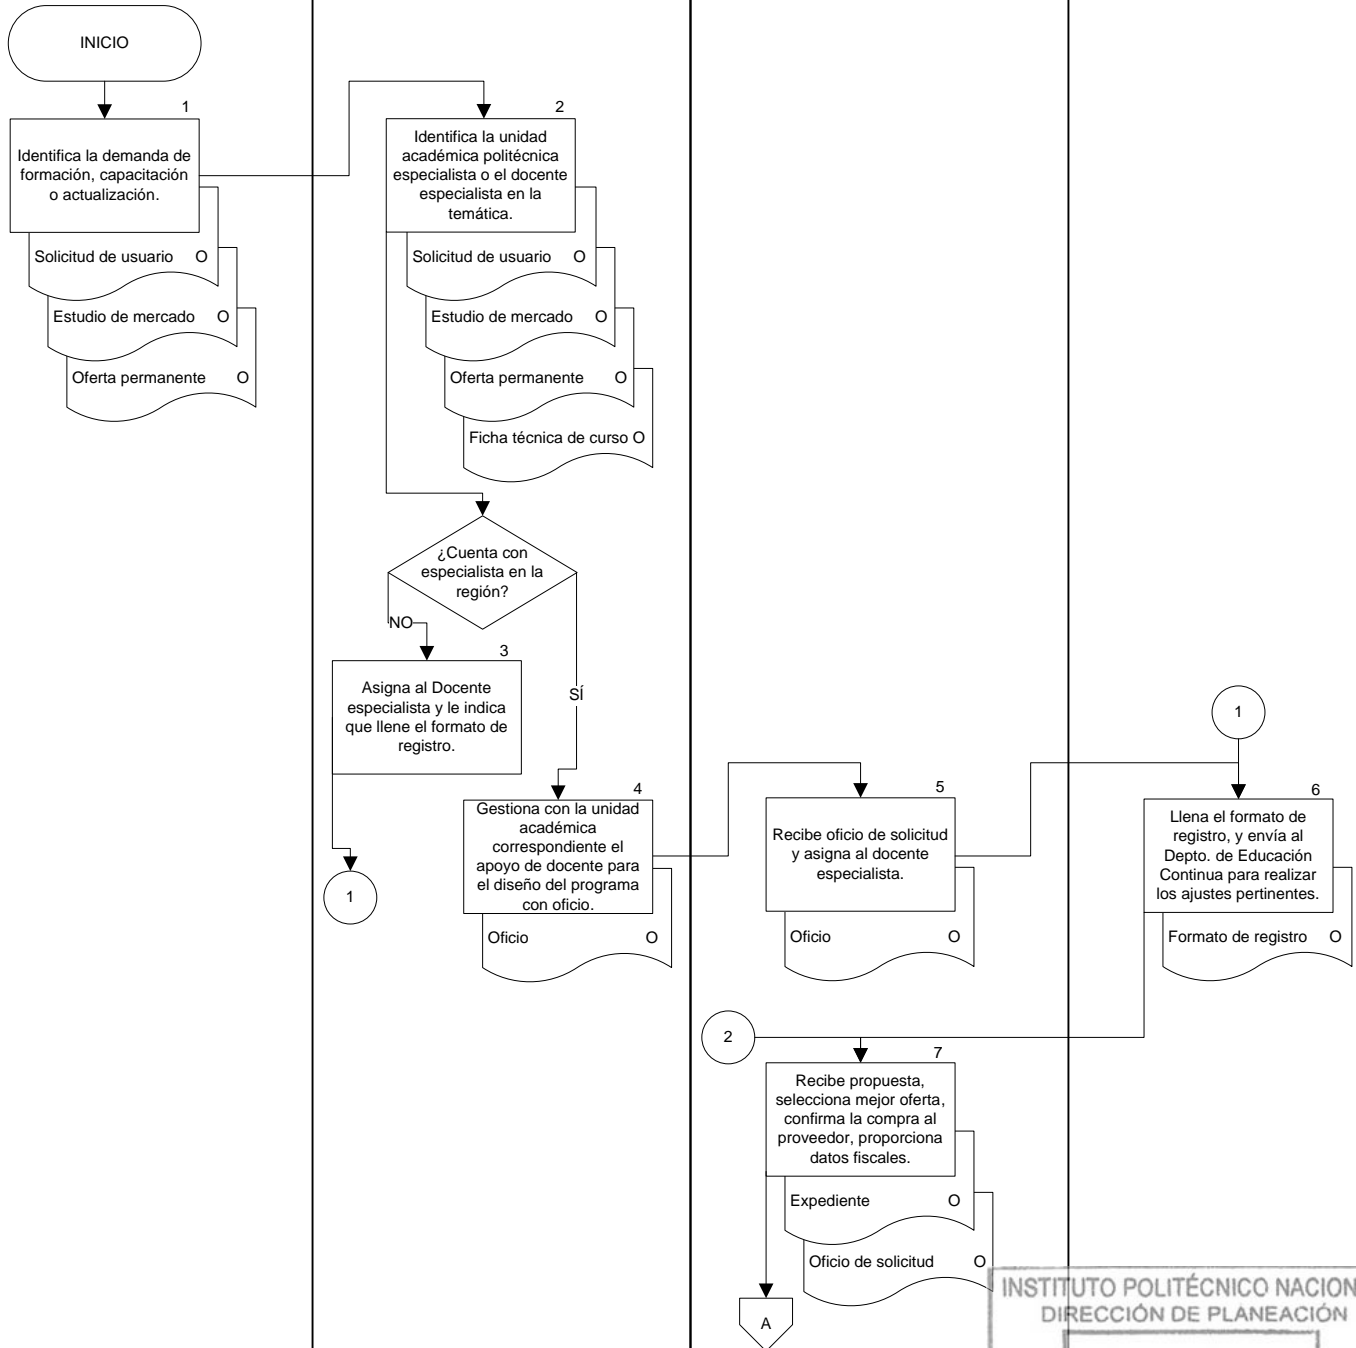 INICIO
1
Identifica la demanda de
formación, capacitación
o actualización.
Solicitud de usuario O
Estudio de mercado O
Oferta permanente O
2
Identifica la unidad
académica politécnica
especialista o el docente
especialista en la
temática.
Solicitud de usuario O
Estudio de mercado O
Oferta permanente O
Ficha técnica de curso O
¿Cuenta con
especialista en la
región?
NO
SÍ
3
Asigna al Docente
especialista y le indica
que llene el formato de
registro.
1
4
Gestiona con la unidad
académica
correspondiente el
apoyo de docente para
el diseño del programa
con oficio.
Oficio O
5
Recibe oficio de solicitud
y asigna al docente
especialista.
Oficio O
1
6
Llena el formato de
registro, y envía al
Depto. de Educación
Continua para realizar
los ajustes pertinentes.
Formato de registro O
2
7
Recibe propuesta,
selecciona mejor oferta,
confirma la compra al
proveedor, proporciona
datos fiscales.
Expediente O
Oficio de solicitud O
A
INSTITUTO POLITÉCNICO NACION
DIRECCIÓN DE PLANEACIÓN